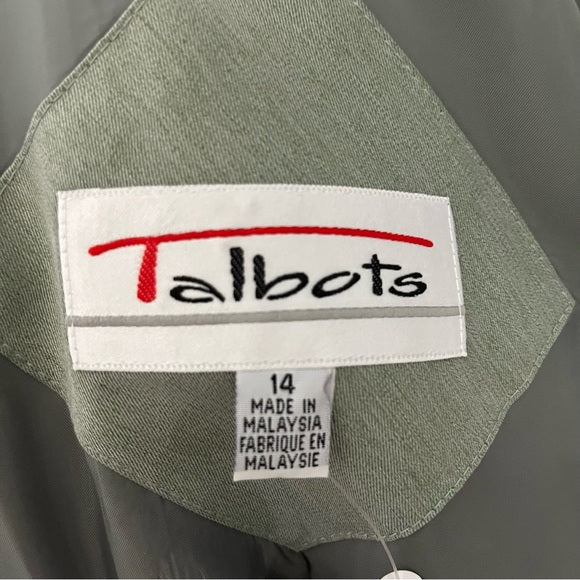 Talbots
14
MADE IN
MALAYSIA
FABRIQUE EN
MALAYSIE